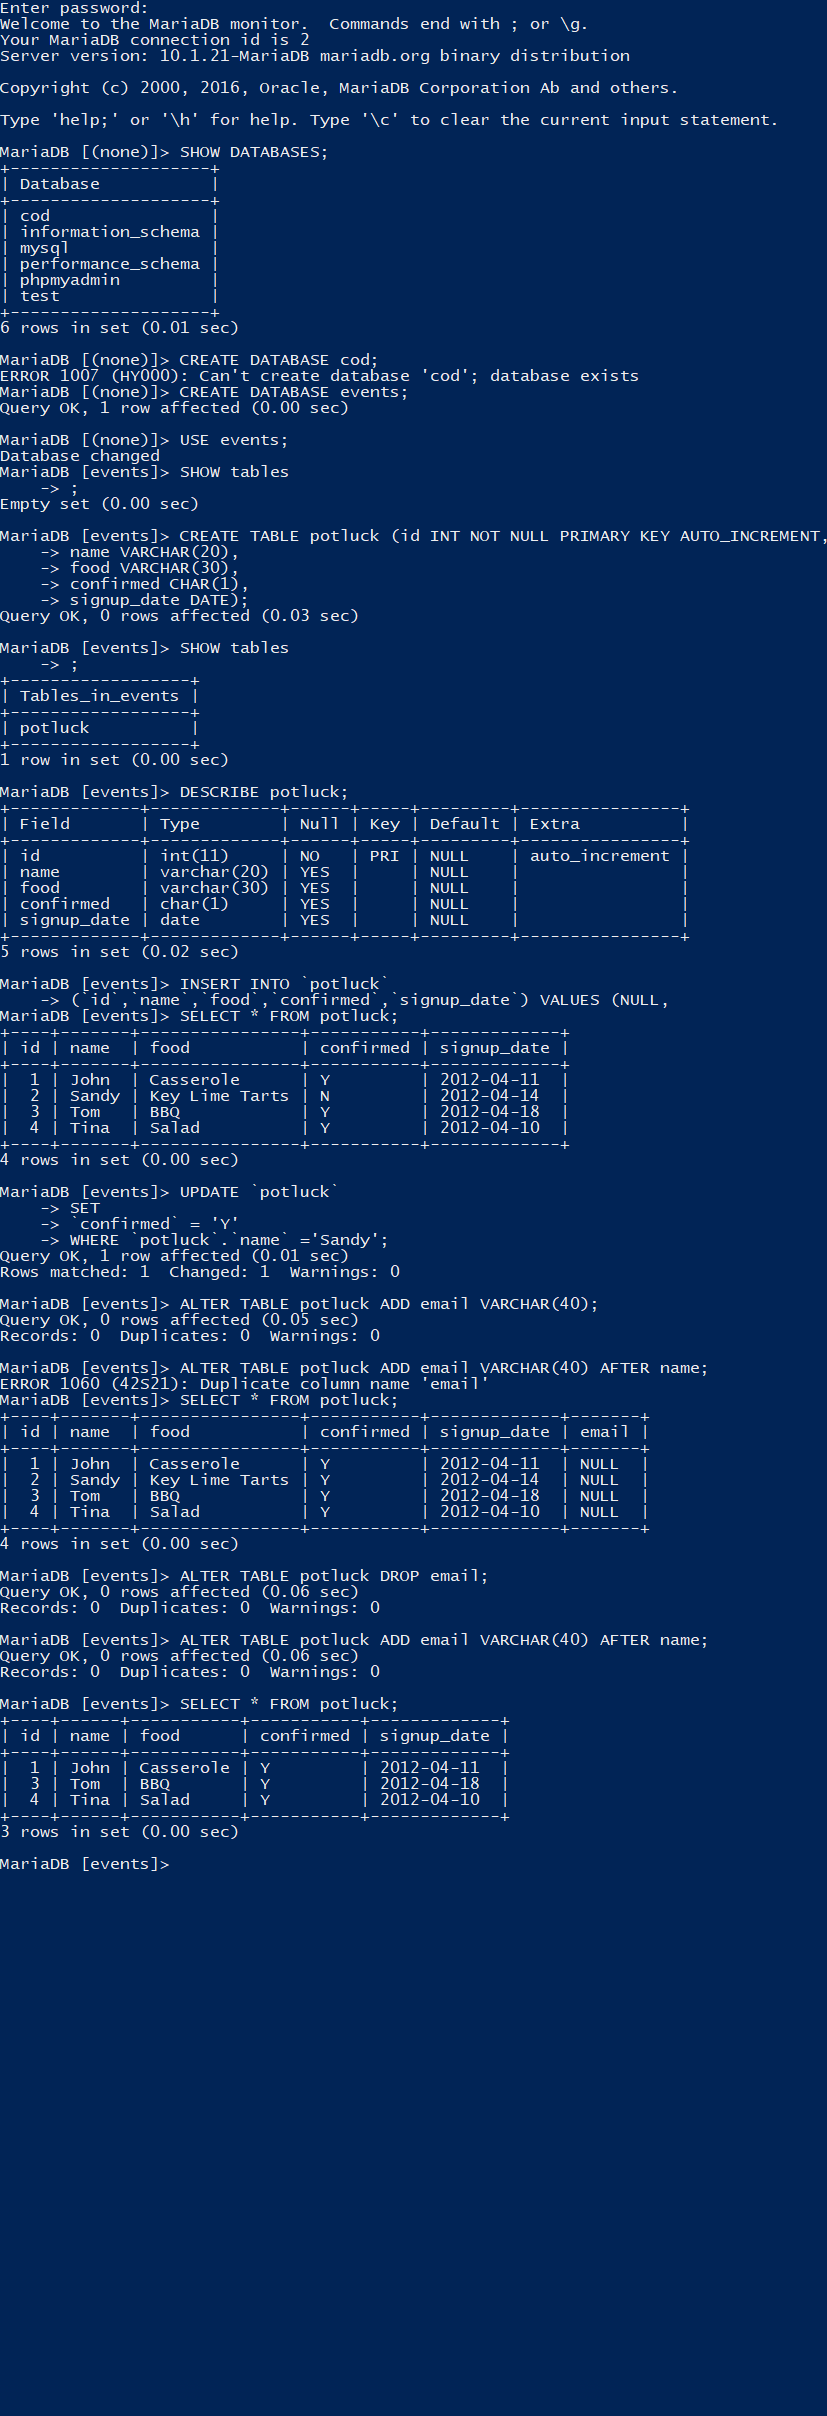 Enter password:
Welcome to the MariaDB monitor.  Commands end with ; or \g.
Your MariaDB connection id is 2
Server version: 10.1.21-MariaDB mariadb.org binary distribution

Copyright (c) 2000, 2016, Oracle, MariaDB Corporation Ab and others.

Type 'help;' or '\h' for help. Type '\c' to clear the current input statement.

MariaDB [(none)]> SHOW DATABASES;
+--------------------+
| Database           |
+--------------------+
| cod                |
| information_schema |
| mysql              |
| performance_schema |
| phpmyadmin         |
| test               |
+--------------------+
6 rows in set (0.01 sec)

MariaDB [(none)]> CREATE DATABASE cod;
ERROR 1007 (HY000): Can't create database 'cod'; database exists
MariaDB [(none)]> CREATE DATABASE events;
Query OK, 1 row affected (0.00 sec)

MariaDB [(none)]> USE events;
Database changed
MariaDB [events]> SHOW tables
    -> ;
Empty set (0.00 sec)

MariaDB [events]> CREATE TABLE potluck (id INT NOT NULL PRIMARY KEY AUTO_INCREMENT,
    -> name VARCHAR(20),
    -> food VARCHAR(30),
    -> confirmed CHAR(1),
    -> signup_date DATE);
Query OK, 0 rows affected (0.03 sec)

MariaDB [events]> SHOW tables
    -> ;
+------------------+
| Tables_in_events |
+------------------+
| potluck          |
+------------------+
1 row in set (0.00 sec)

MariaDB [events]> DESCRIBE potluck;
+-------------+-------------+------+-----+---------+----------------+
| Field       | Type        | Null | Key | Default | Extra          |
+-------------+-------------+------+-----+---------+----------------+
| id          | int(11)     | NO   | PRI | NULL    | auto_increment |
| name        | varchar(20) | YES  |     | NULL    |                |
| food        | varchar(30) | YES  |     | NULL    |                |
| confirmed   | char(1)     | YES  |     | NULL    |                |
| signup_date | date        | YES  |     | NULL    |                |
+-------------+-------------+------+-----+---------+----------------+
5 rows in set (0.02 sec)

MariaDB [events]> INSERT INTO `potluck`
    -> (`id`,`name`,`food`,`confirmed`,`signup_date`) VALUES (NULL,
MariaDB [events]> SELECT * FROM potluck;
+----+-------+----------------+-----------+-------------+
| id | name  | food           | confirmed | signup_date |
+----+-------+----------------+-----------+-------------+
|  1 | John  | Casserole      | Y         | 2012-04-11  |
|  2 | Sandy | Key Lime Tarts | N         | 2012-04-14  |
|  3 | Tom   | BBQ            | Y         | 2012-04-18  |
|  4 | Tina  | Salad          | Y         | 2012-04-10  |
+----+-------+----------------+-----------+-------------+
4 rows in set (0.00 sec)

MariaDB [events]> UPDATE `potluck`
    -> SET
    -> `confirmed` = 'Y'
    -> WHERE `potluck`.`name` ='Sandy';
Query OK, 1 row affected (0.01 sec)
Rows matched: 1  Changed: 1  Warnings: 0

MariaDB [events]> ALTER TABLE potluck ADD email VARCHAR(40);
Query OK, 0 rows affected (0.05 sec)
Records: 0  Duplicates: 0  Warnings: 0

MariaDB [events]> ALTER TABLE potluck ADD email VARCHAR(40) AFTER name;
ERROR 1060 (42S21): Duplicate column name 'email'
MariaDB [events]> SELECT * FROM potluck;
+----+-------+----------------+-----------+-------------+-------+
| id | name  | food           | confirmed | signup_date | email |
+----+-------+----------------+-----------+-------------+-------+
|  1 | John  | Casserole      | Y         | 2012-04-11  | NULL  |
|  2 | Sandy | Key Lime Tarts | Y         | 2012-04-14  | NULL  |
|  3 | Tom   | BBQ            | Y         | 2012-04-18  | NULL  |
|  4 | Tina  | Salad          | Y         | 2012-04-10  | NULL  |
+----+-------+----------------+-----------+-------------+-------+
4 rows in set (0.00 sec)

MariaDB [events]> ALTER TABLE potluck DROP email;
Query OK, 0 rows affected (0.06 sec)
Records: 0  Duplicates: 0  Warnings: 0

MariaDB [events]> ALTER TABLE potluck ADD email VARCHAR(40) AFTER name;
Query OK, 0 rows affected (0.06 sec)
Records: 0  Duplicates: 0  Warnings: 0

MariaDB [events]> SELECT * FROM potluck;
+----+------+-----------+-----------+-------------+
| id | name | food      | confirmed | signup_date |
+----+------+-----------+-----------+-------------+
|  1 | John | Casserole | Y         | 2012-04-11  |
|  3 | Tom  | BBQ       | Y         | 2012-04-18  |
|  4 | Tina | Salad     | Y         | 2012-04-10  |
+----+------+-----------+-----------+-------------+
3 rows in set (0.00 sec)

MariaDB [events]>